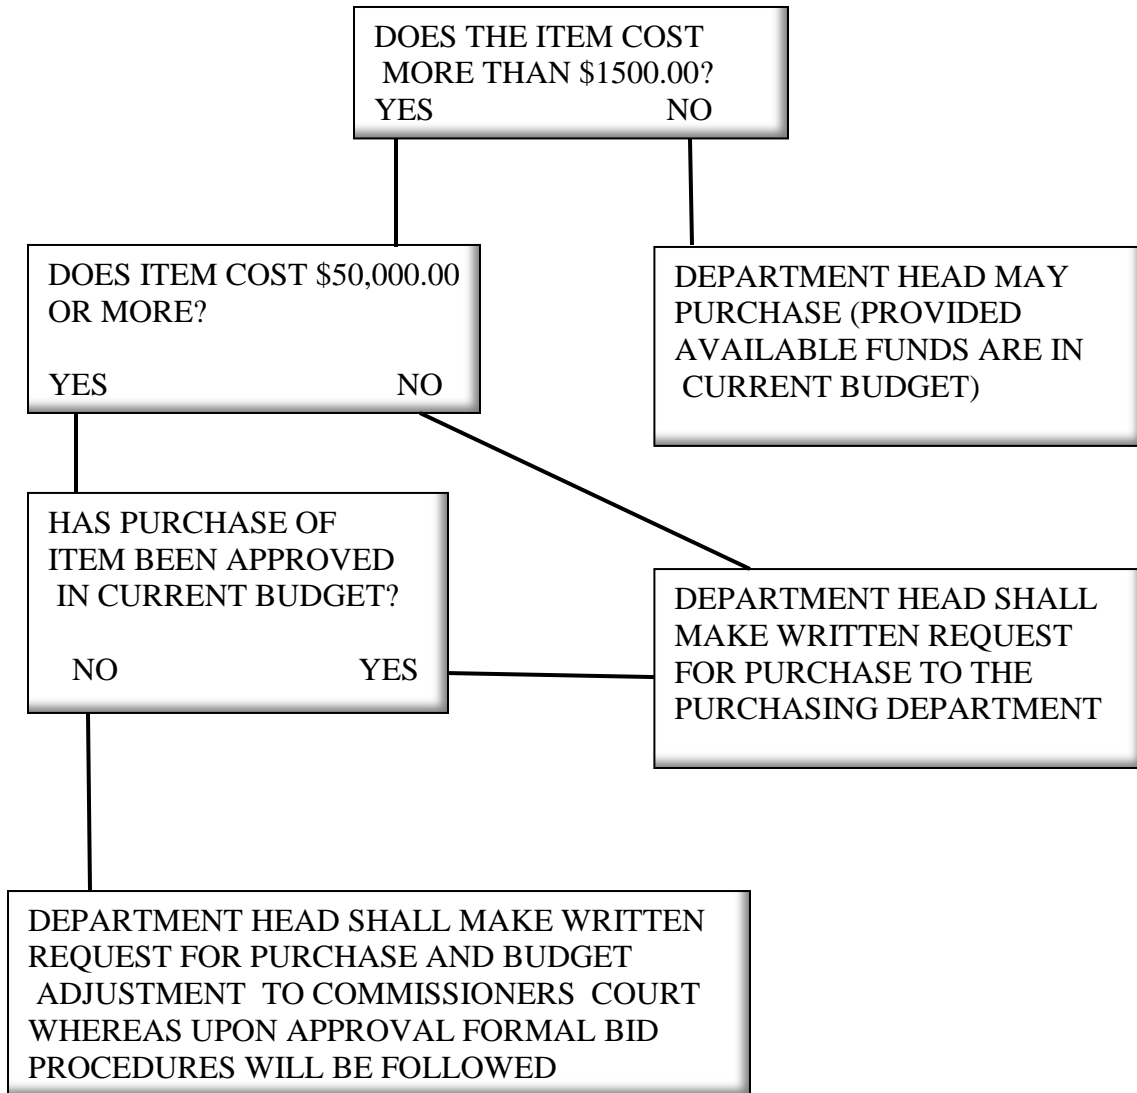 DOES THE ITEM COST
MORE THAN $1500.00?
YES NO
DOES ITEM COST $50,000.00
OR MORE?
YES NO
DEPARTMENT HEAD MAY
PURCHASE (PROVIDED
AVAILABLE FUNDS ARE IN
CURRENT BUDGET)
HAS PURCHASE OF
ITEM BEEN APPROVED
IN CURRENT BUDGET?
NO YES
DEPARTMENT HEAD SHALL
MAKE WRITTEN REQUEST
FOR PURCHASE TO THE
PURCHASING DEPARTMENT
DEPARTMENT HEAD SHALL MAKE WRITTEN
REQUEST FOR PURCHASE AND BUDGET
ADJUSTMENT TO COMMISSIONERS COURT
WHEREAS UPON APPROVAL FORMAL BID
PROCEDURES WILL BE FOLLOWED